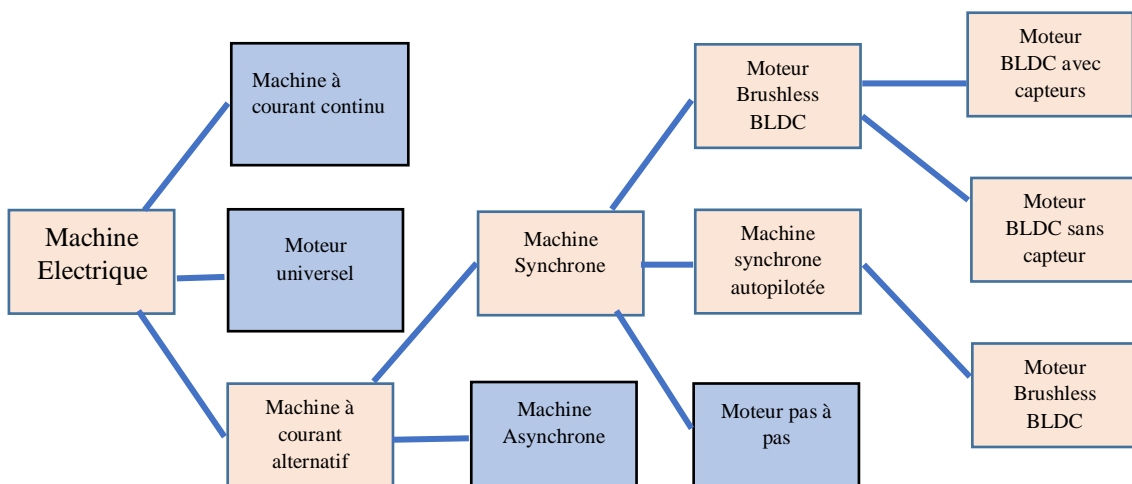 Machine à
courant continu
Machine
Electrique
Moteur
universel
Machine à
courant
alternatif
Machine
Synchrone
Machine
Asynchrone
Moteur
Brushless
BLDC
Machine
synchrone
autopilotée
Moteur pas à
pas
Moteur
BLDC avec
capteurs
Moteur
BLDC sans
capteur
Moteur
Brushless
BLDC